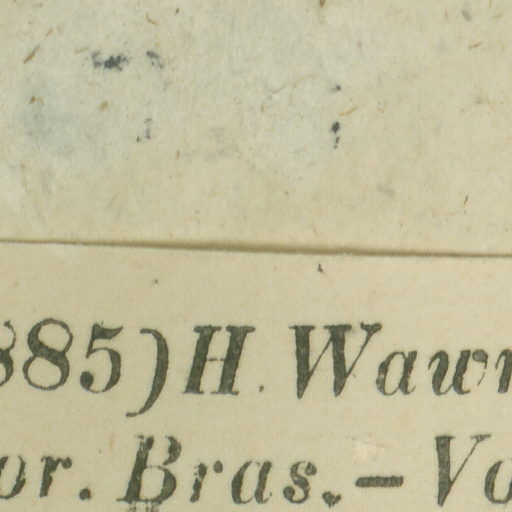 885) H. Wawr
or. Bras. – Vo